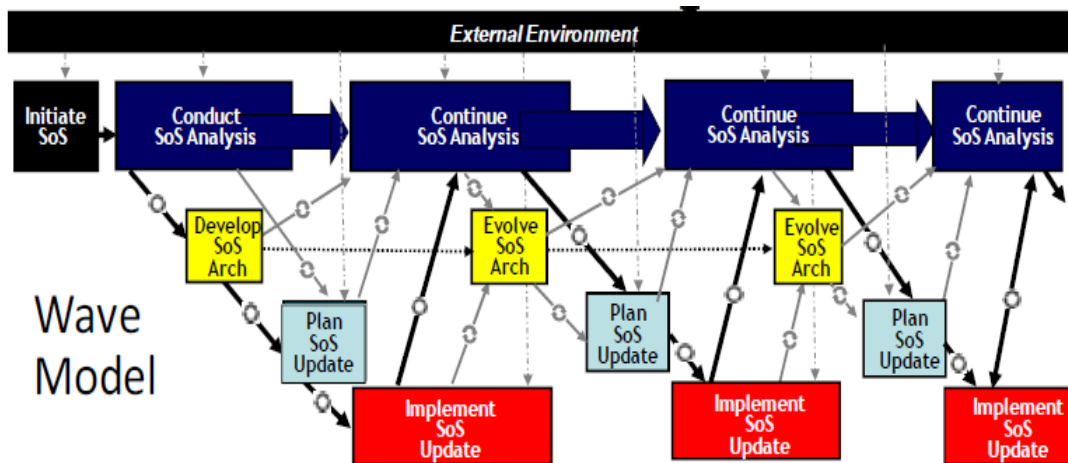 External Environment
Initiate
SoS
Conduct
SoS Analysis
Continue
SoS Analysis
Continue
SoS Analysis
Continue
SoS Analysis
Develop
SoS
Arch
Evolve
SoS
Arch
Evolve
SoS
Arch
Plan
SoS
Update
Plan
SoS
Update
Plan
SoS
Update
Wave
Model
Implement
SoS
Update
Implement
SoS
Update
Implement
SoS
Update